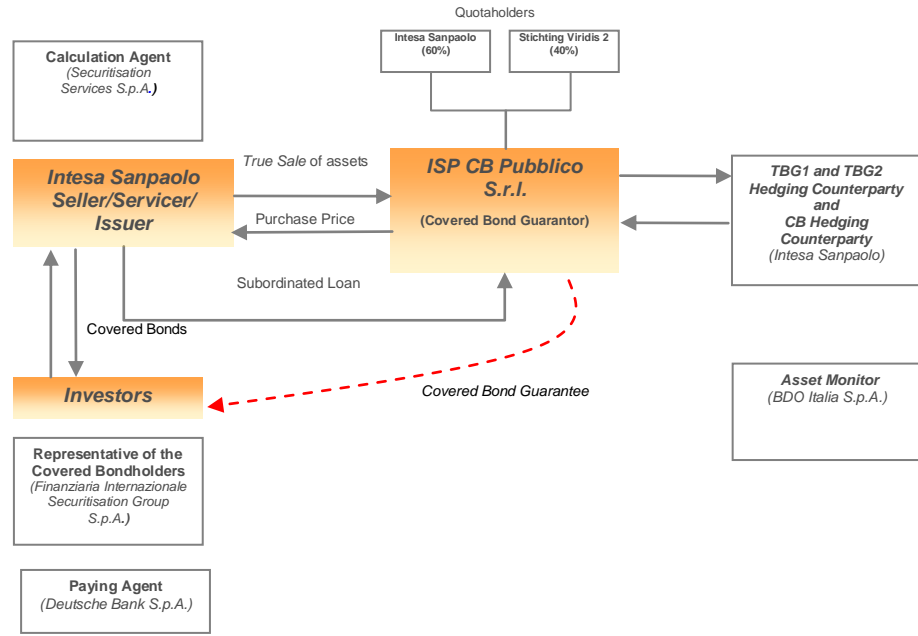 Quotaholders
Intesa Sanpaolo
(60%)
Stichting Viridis 2
(40%)
Calculation Agent
(Securitisation
Services S.p.A.)
Intesa Sanpaolo
Seller/Servicer/
Issuer
True Sale of assets
Purchase Price
ISP CB Pubblico
S.r.l.
(Covered Bond Guarantor)
TBG1 and TBG2
Hedging Counterparty
and
CB Hedging
Counterparty
(Intesa Sanpaolo)
Subordinated Loan
Covered Bonds
Investors
Covered Bond Guarantee
Asset Monitor
(BDO Italia S.p.A.)
Representative of the
Covered Bondholders
(Finanziaria Internazionale
Securitisation Group
S.p.A.)
Paying Agent
(Deutsche Bank S.p.A.)